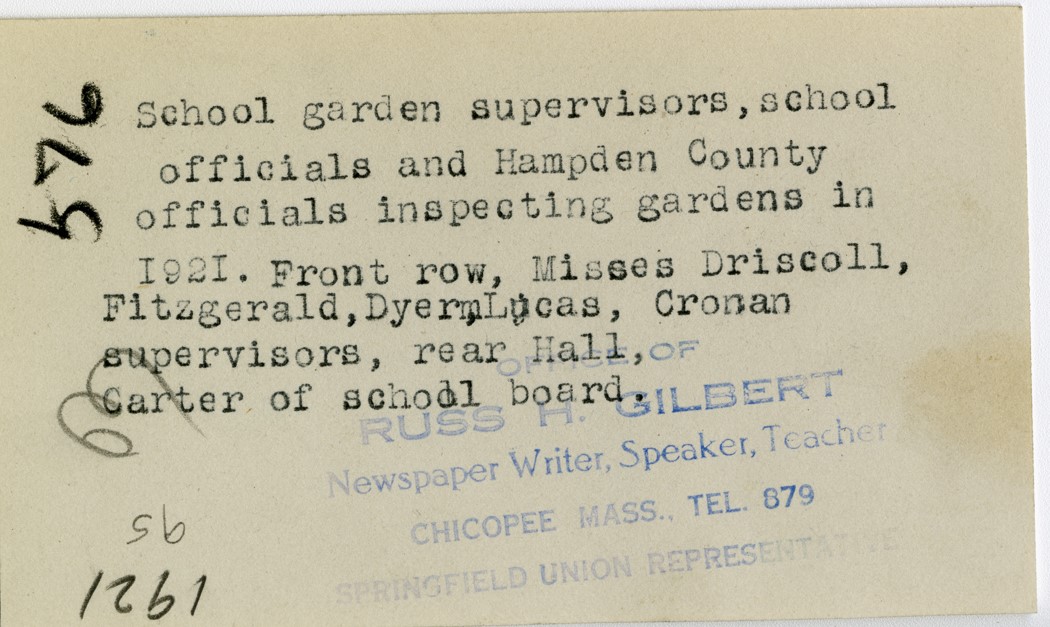 School garden supervisors,school
officials and Hampden County
officials inspecting gardens in
I92I. Front row, Misses Driscoll,
Fitzgerald,Dyer,Lucas, Cronan
supervisors, rear Hall,
Carter of school board.
OFFICE OF
RUSS H. GILBERT
Newspaper Writer, Speaker, Teacher
CHICOPEE MASS., TEL. 879
SPRINGFIELD UNION REPRESENTATIVE
576
95
1921